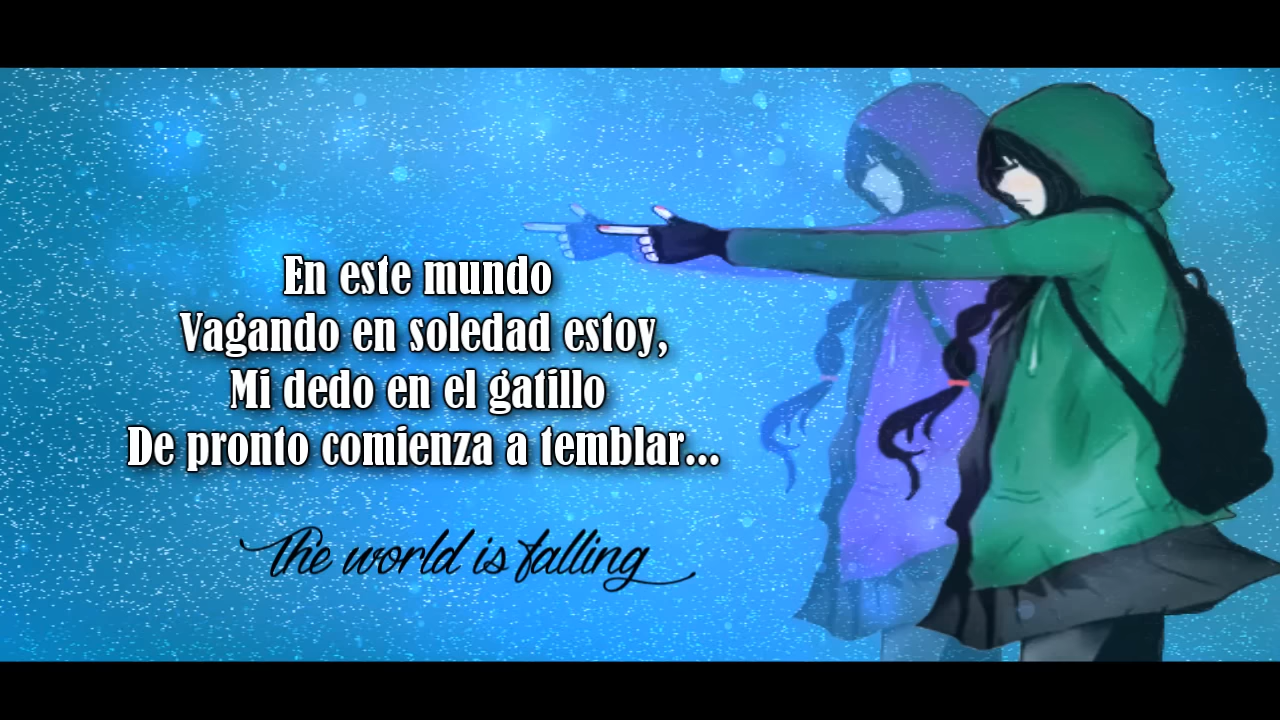 En este mundo
Vagando en soledad estoy,
Mi dedo en el gatillo
De pronto comienza a temblar...
The world is falling